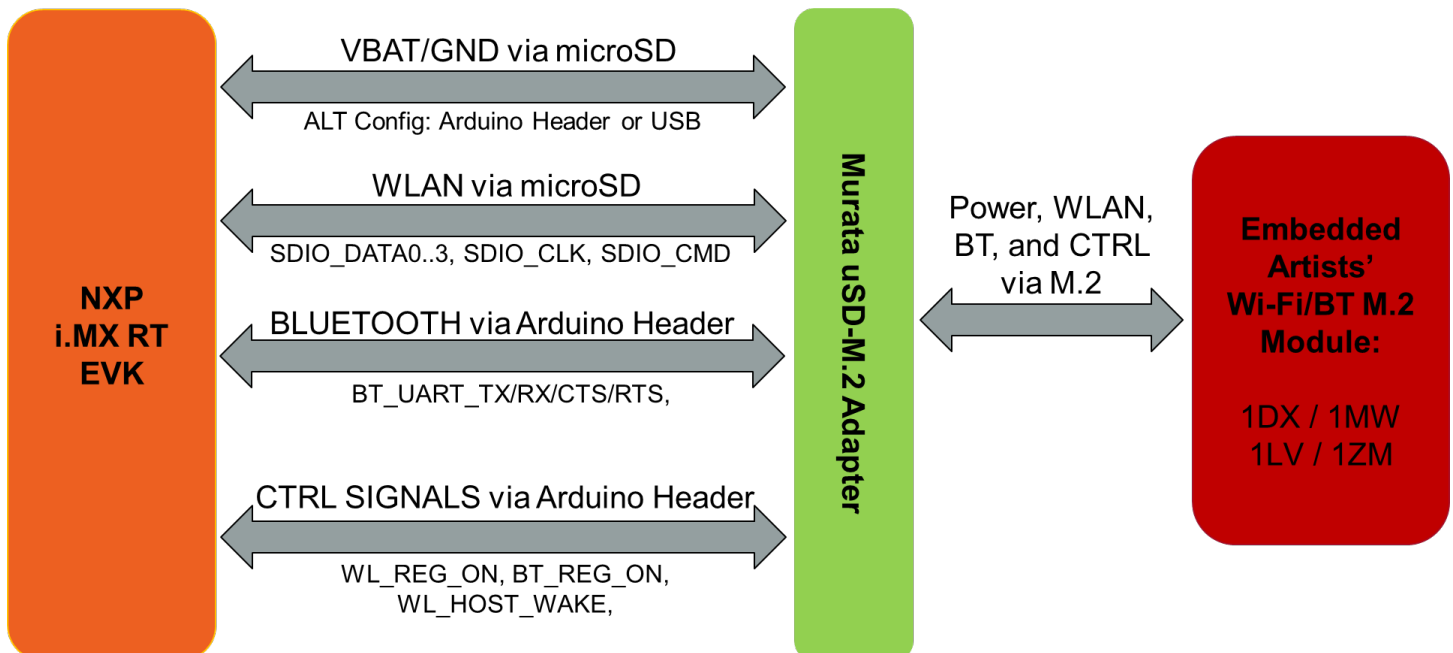 VBAT/GND via microSD
ALT Config: Arduino Header or USB
WLAN via microSD
SDIO_DATA0..3, SDIO_CLK, SDIO_CMD
NXP
i.MX RT
EVK
BLUETOOTH via Arduino Header
BT_UART_TX/RX/CTS/RTS,
CTRL SIGNALS via Arduino Header
WL_REG_ON, BT_REG_ON,
WL_HOST_WAKE,
Murata uSD-M.2 Adapter
Power, WLAN,
BT, and CTRL
via M.2
Embedded
Artists’
Wi-Fi/BT M.2
Module:
1DX / 1MW
1LV / 1ZM